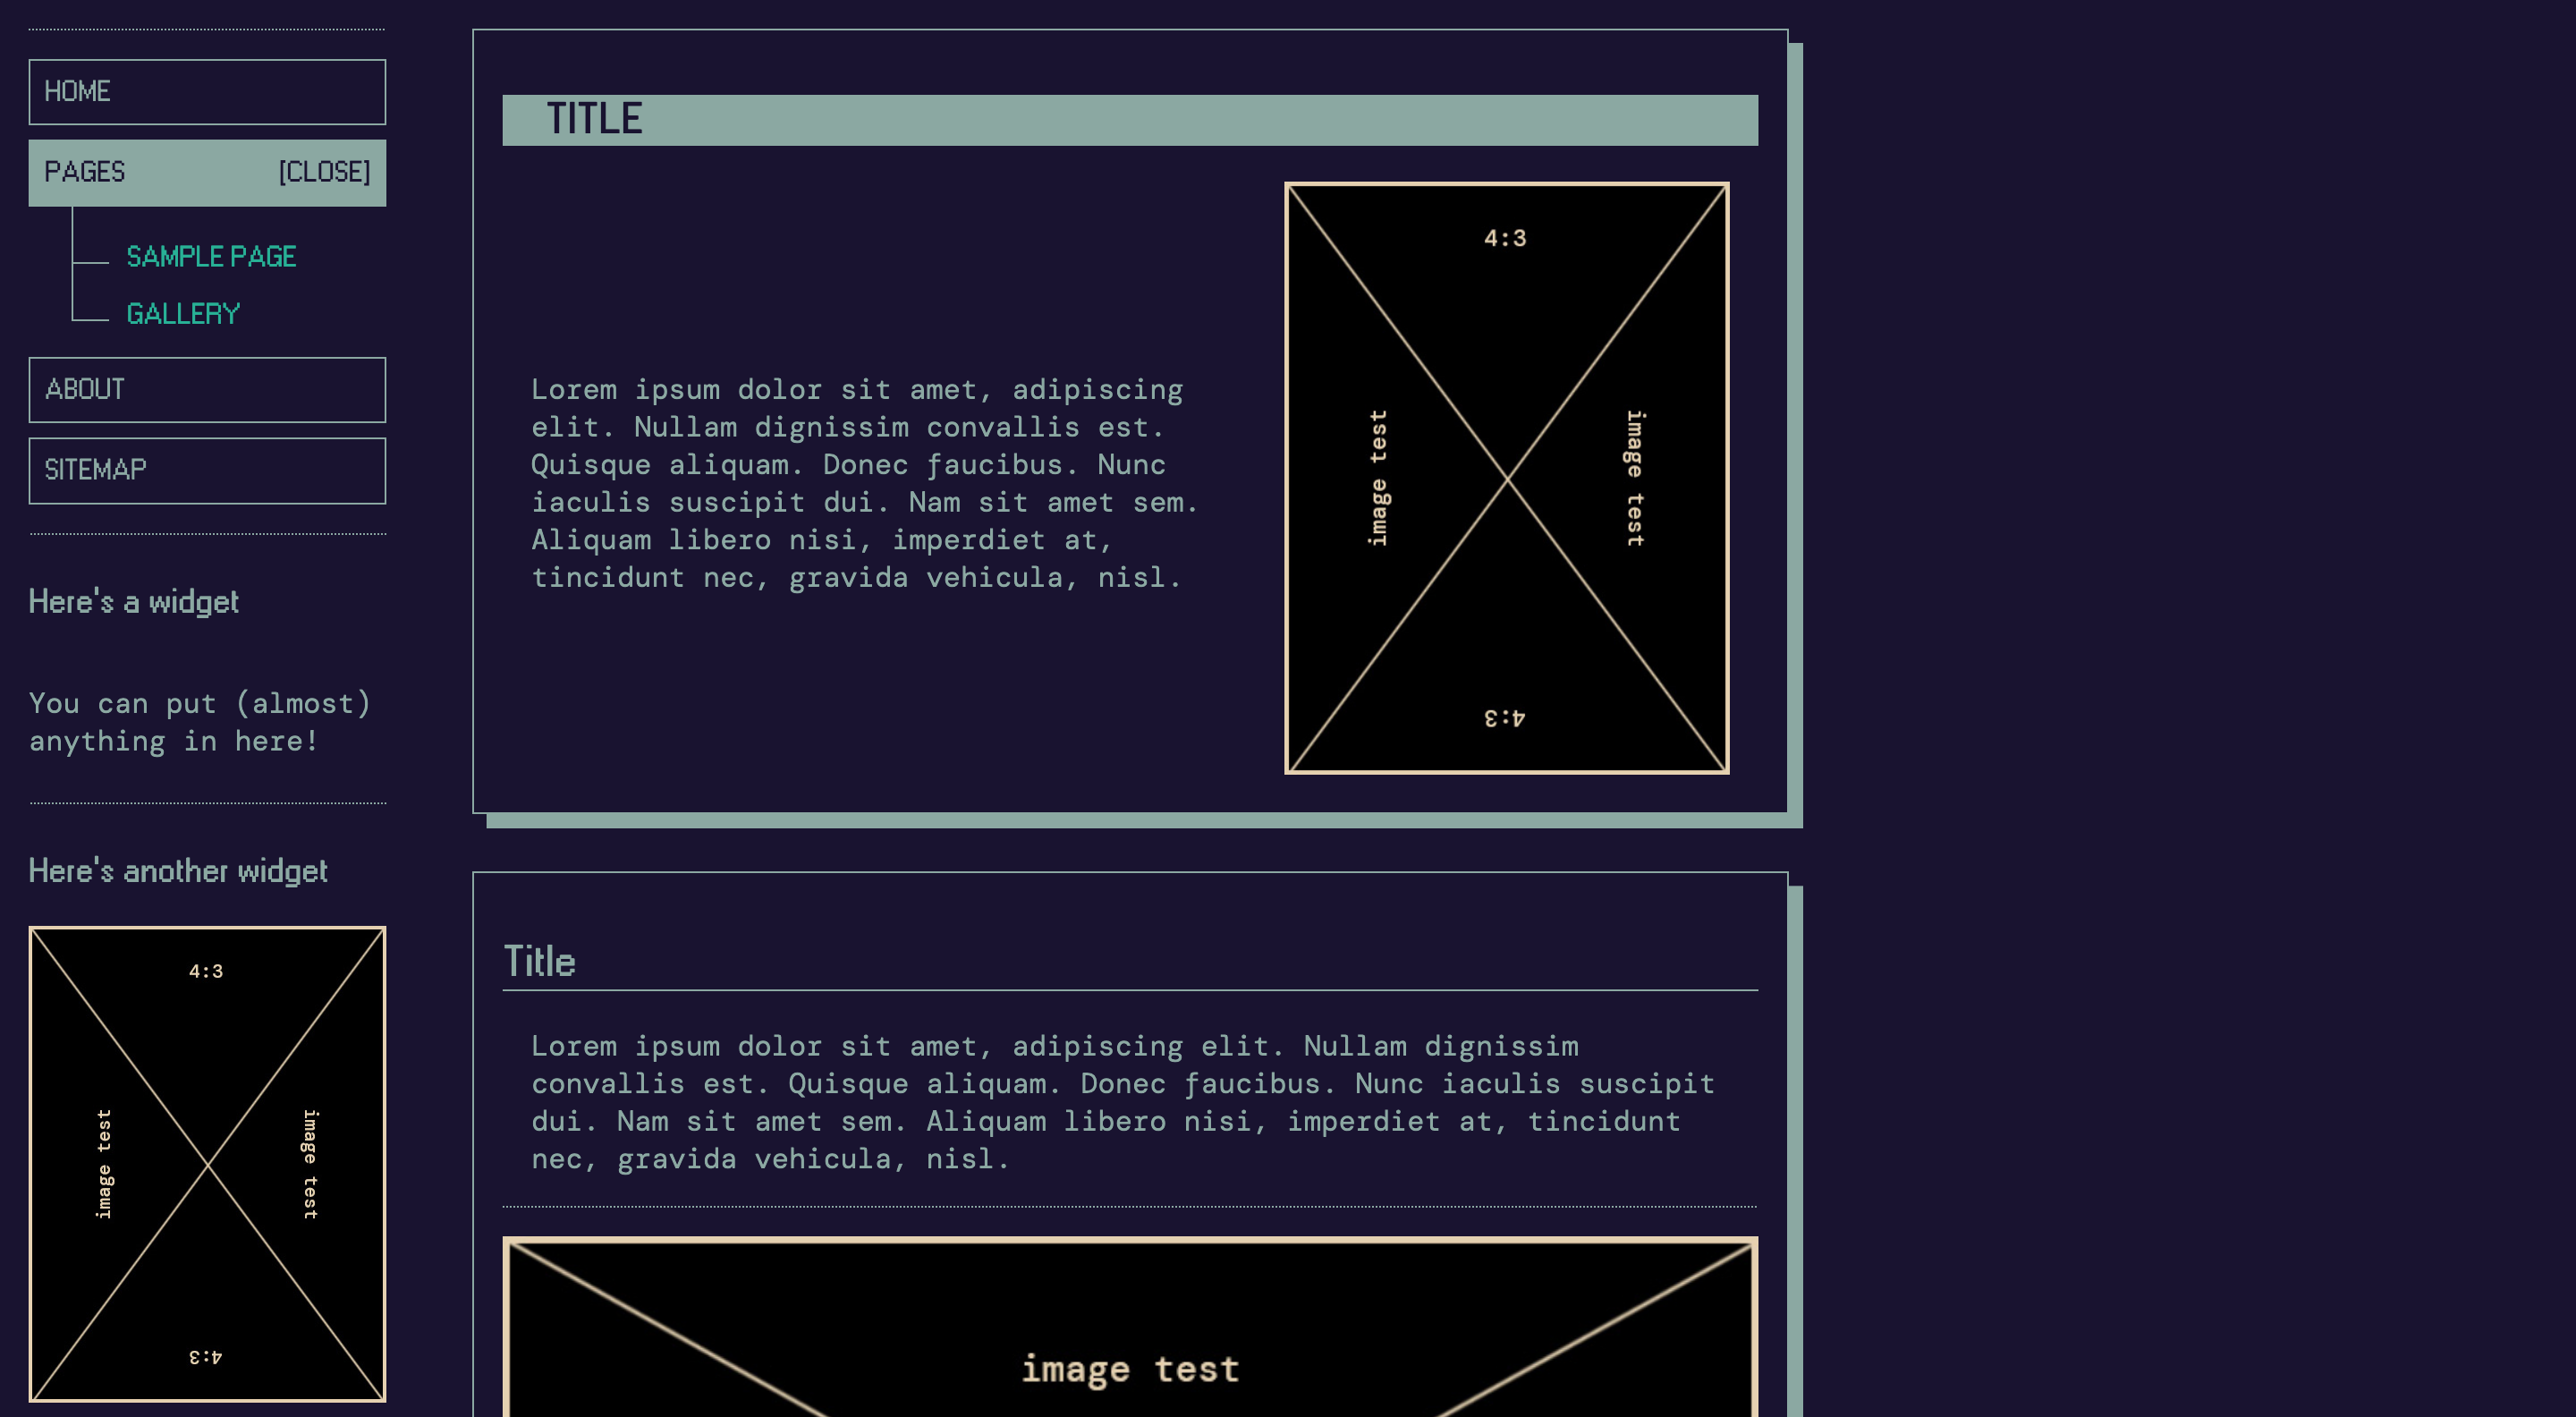 HOME
PAGES [CLOSE]
SAMPLE PAGE
GALLERY
ABOUT
SITEMAP
Here's a widget
You can put (almost)
anything in here!
Here's another widget
4:3
image test
image test
4:3
TITLE
Lorem ipsum dolor sit amet, adipiscing
elit. Nullam dignissim convallis est.
Quisque aliquam. Donec faucibus. Nunc
iaculis suscipit dui. Nam sit amet sem.
Aliquam libero nisi, imperdiet at,
tincidunt nec, gravida vehicula, nisl.
4:3
image test
image test
4:3
Title
Lorem ipsum dolor sit amet, adipiscing elit. Nullam dignissim
convallis est. Quisque aliquam. Donec faucibus. Nunc iaculis suscipit
dui. Nam sit amet sem. Aliquam libero nisi, imperdiet at, tincidunt
nec, gravida vehicula, nisl.
image test